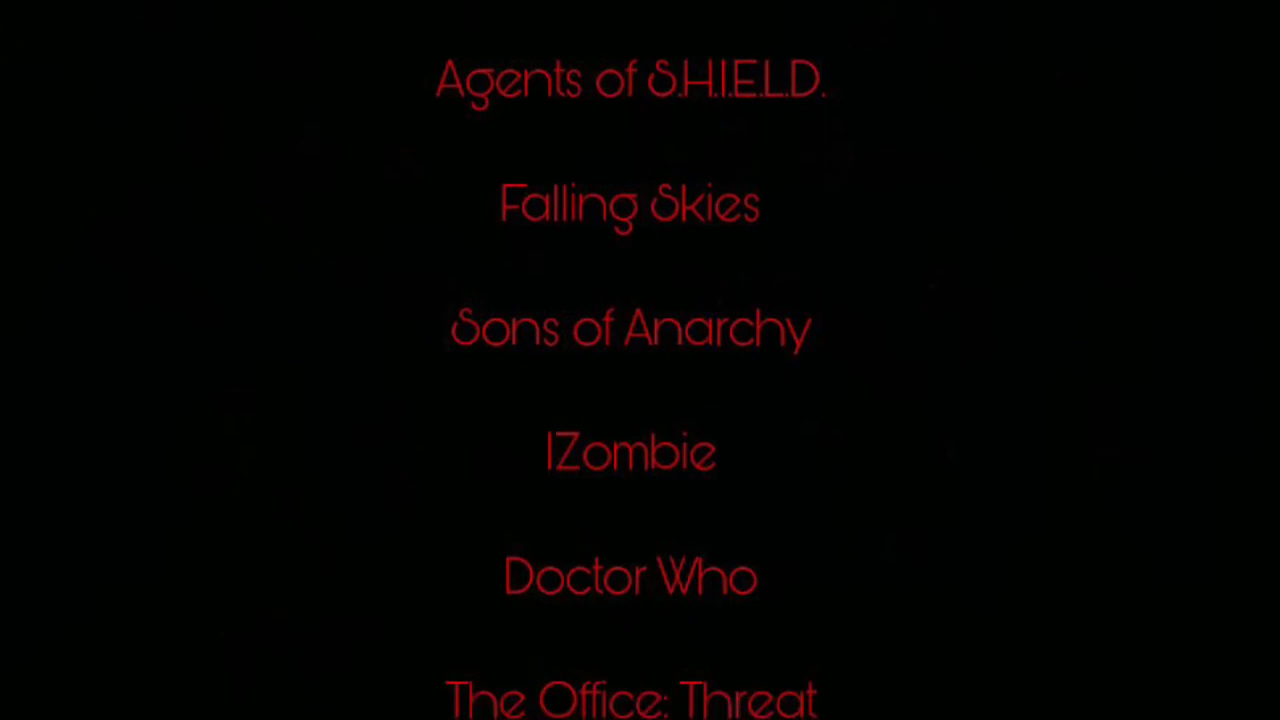 Agents of S.H.I.E.L.D.
Falling Skies
Sons of Anarchy
IZombie
Doctor Who
The Office: Threat